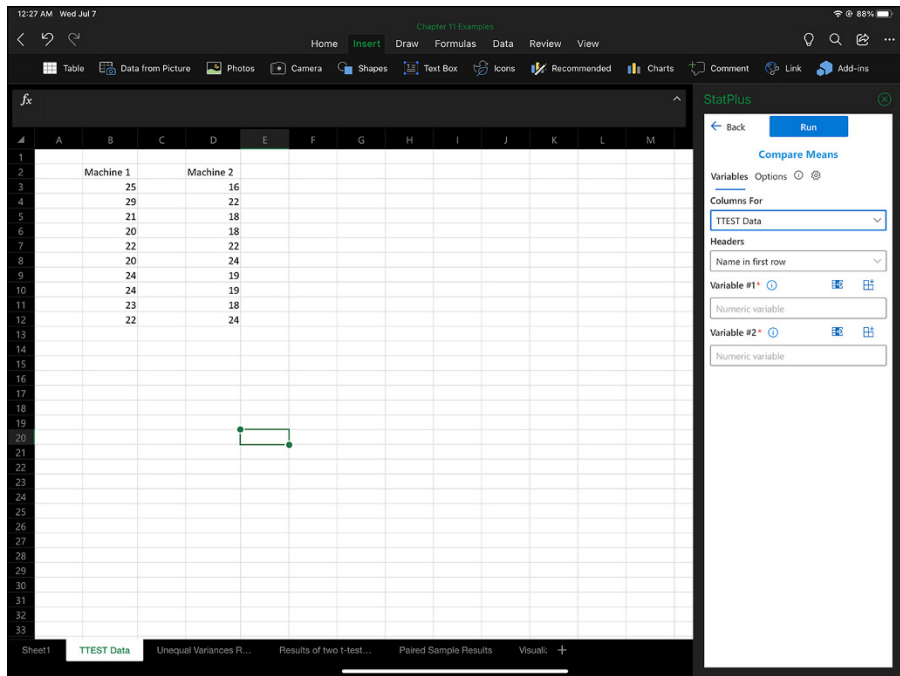 12:27 AM Wed Jul 7 88%
Chapter 11 Examples
Home Insert Draw Formulas Data Review View
Table Data from Picture Photos Camera Shapes Text Box Icons Recommended Charts Comment Link Add-ins
fx
StatPlus
Back Run
Compare Means
Variables Options
Columns For
TTEST Data
Headers
Name in first row
Variable #1*
Numeric variable
Variable #2*
Numeric variable
A B C D E F G H I J K L M
1
2 Machine 1 Machine 2
3 25 16
4 29 22
5 21 18
6 20 18
7 22 22
8 20 24
9 24 19
10 24 19
11 23 18
12 22 24
13
14
15
16
17
18
19
20
21
22
23
24
25
26
27
28
29
30
31
32
33
Sheet1 TTEST Data Unequal Variances R... Results of two t-test... Paired Sample Results Visuali: +